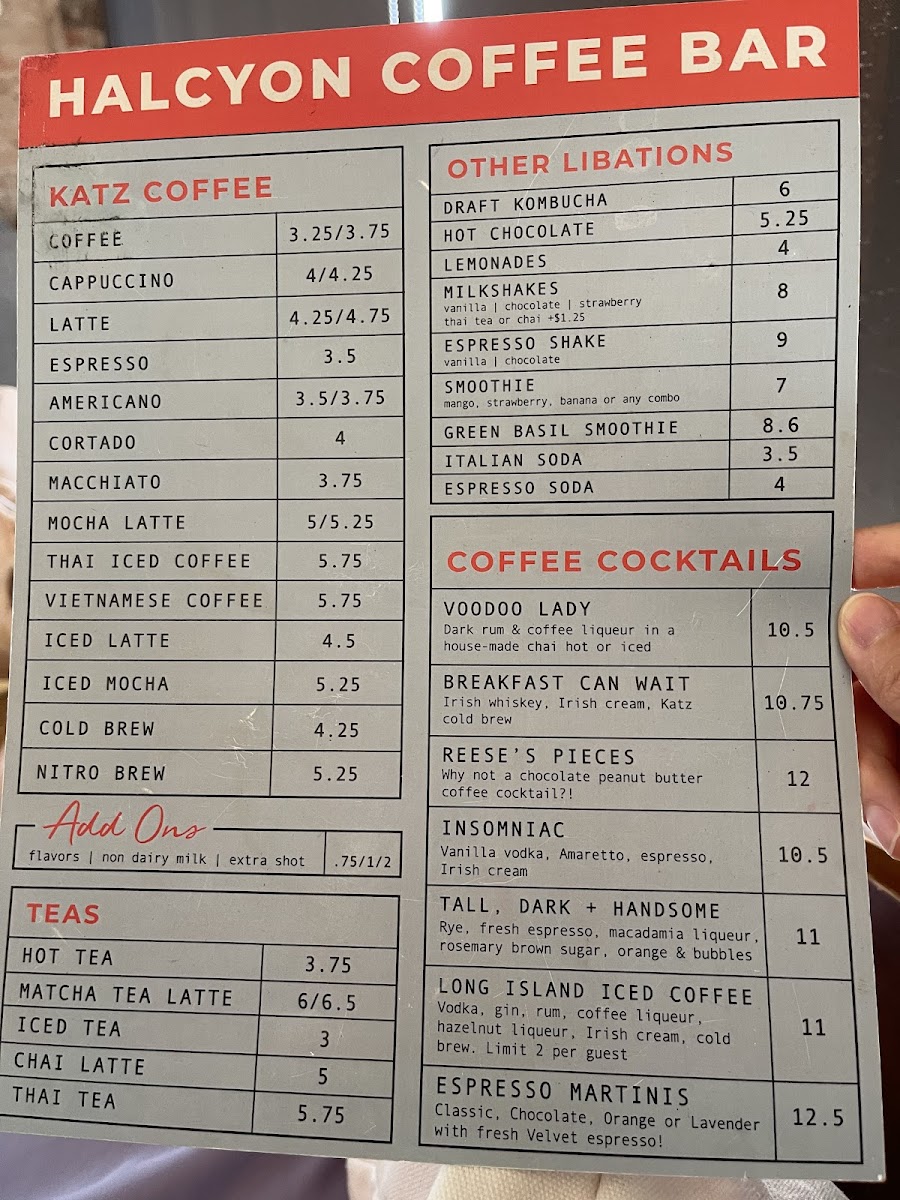 HALCYON COFFEE BAR
KATZ COFFEE
COFFEE 3.25/3.75
CAPPUCCINO 4/4.25
LATTE 4.25/4.75
ESPRESSO 3.5
AMERICANO 3.5/3.75
CORTADO 4
MACCHIATO 3.75
MOCHA LATTE 5/5.25
THAI ICED COFFEE 5.75
VIETNAMESE COFFEE 5.75
ICED LATTE 4.5
ICED MOCHA 5.25
COLD BREW 4.25
NITRO BREW 5.25
Add Ons
flavors | non dairy milk | extra shot .75/1/2
TEAS
HOT TEA 3.75
MATCHA TEA LATTE 6/6.5
ICED TEA 3
CHAI LATTE 5
THAI TEA 5.75
OTHER LIBATIONS
DRAFT KOMBUCHA 6
HOT CHOCOLATE 5.25
LEMONADES 4
MILKSHAKES 8
vanilla | chocolate | strawberry
thai tea or chai +$1.25
ESPRESSO SHAKE 9
vanilla | chocolate
SMOOTHIE 7
mango, strawberry, banana or any combo
GREEN BASIL SMOOTHIE 8.6
ITALIAN SODA 3.5
ESPRESSO SODA 4
COFFEE COCKTAILS
VOODOO LADY 10.5
Dark rum & coffee liqueur in a
house-made chai hot or iced
BREAKFAST CAN WAIT 10.75
Irish whiskey, Irish cream, Katz
cold brew
REESE'S PIECES 12
Why not a chocolate peanut butter
coffee cocktail?!
INSOMNIAC 10.5
Vanilla vodka, Amaretto, espresso,
Irish cream
TALL, DARK + HANDSOME 11
Rye, fresh espresso, macadamia liqueur,
rosemary brown sugar, orange & bubbles
LONG ISLAND ICED COFFEE 11
Vodka, gin, rum, coffee liqueur,
hazelnut liqueur, Irish cream, cold
brew. Limit 2 per guest
ESPRESSO MARTINIS 12.5
Classic, Chocolate, Orange or Lavender
with fresh Velvet espresso!